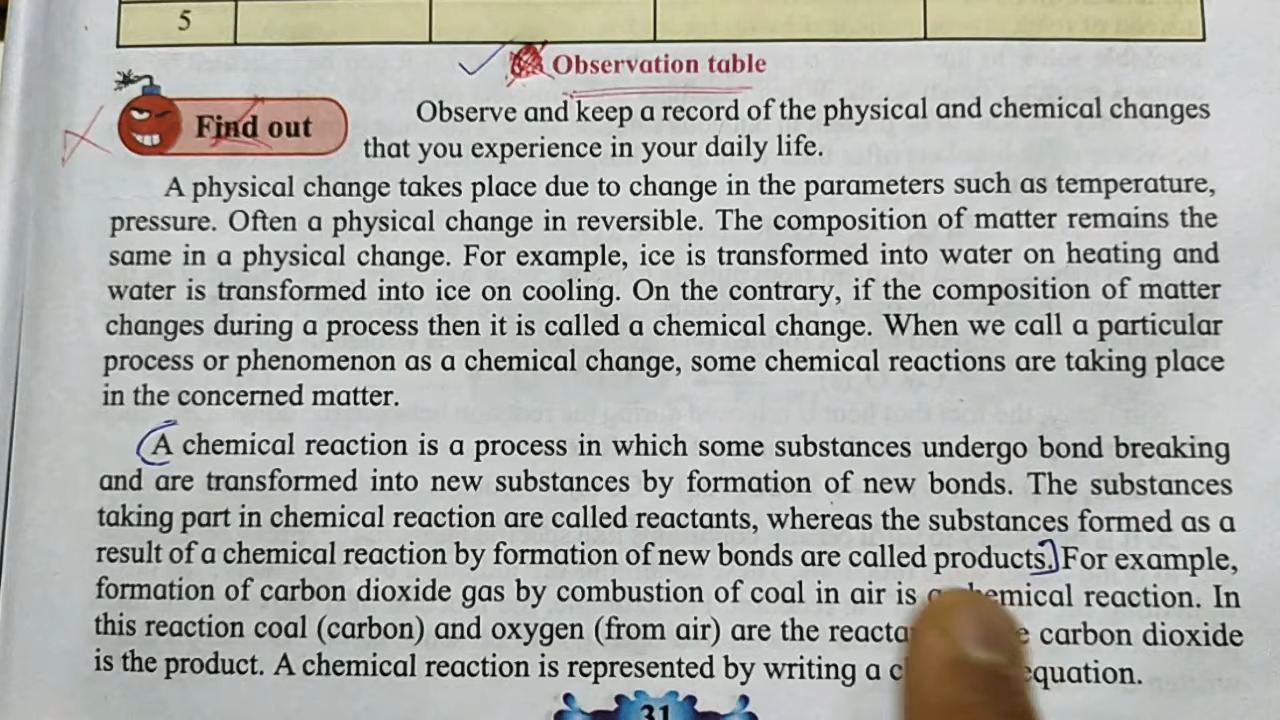 5
Observation table
Find out
Observe and keep a record of the physical and chemical changes
that you experience in your daily life.
A physical change takes place due to change in the parameters such as temperature,
pressure. Often a physical change in reversible. The composition of matter remains the
same in a physical change. For example, ice is transformed into water on heating and
water is transformed into ice on cooling. On the contrary, if the composition of matter
changes during a process then it is called a chemical change. When we call a particular
process or phenomenon as a chemical change, some chemical reactions are taking place
in the concerned matter.
A chemical reaction is a process in which some substances undergo bond breaking
and are transformed into new substances by formation of new bonds. The substances
taking part in chemical reaction are called reactants, whereas the substances formed as a
result of a chemical reaction by formation of new bonds are called products. For example,
formation of carbon dioxide gas by combustion of coal in air is a chemical reaction. In
this reaction coal (carbon) and oxygen (from air) are the carbon dioxide
is the product. A chemical reaction is represented by writing a equation.
31